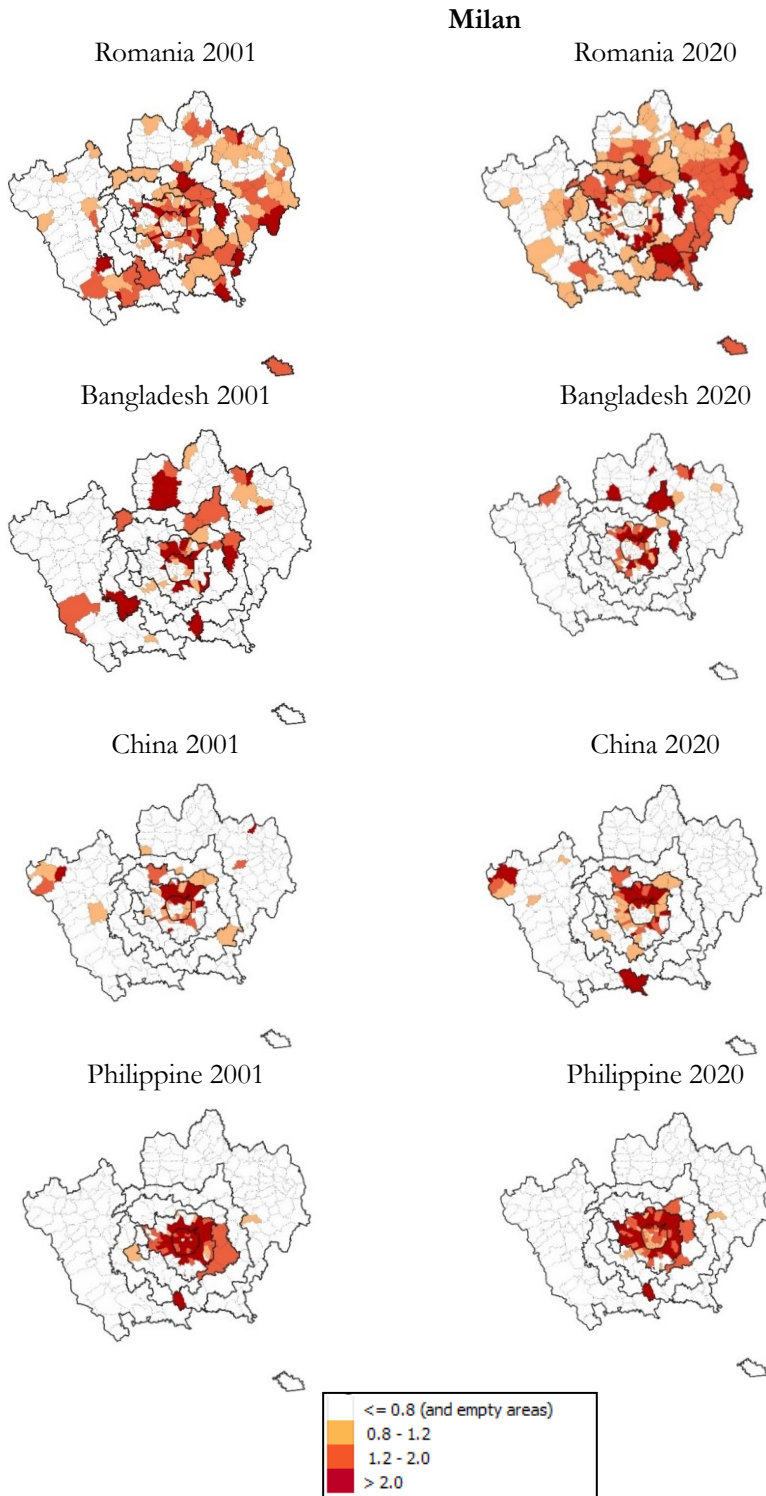 Milan
Romania 2001
Romania 2020
Bangladesh 2001
Bangladesh 2020
China 2001
China 2020
Philippine 2001
Philippine 2020
<= 0.8 (and empty areas)
0.8 - 1.2
1.2 - 2.0
> 2.0